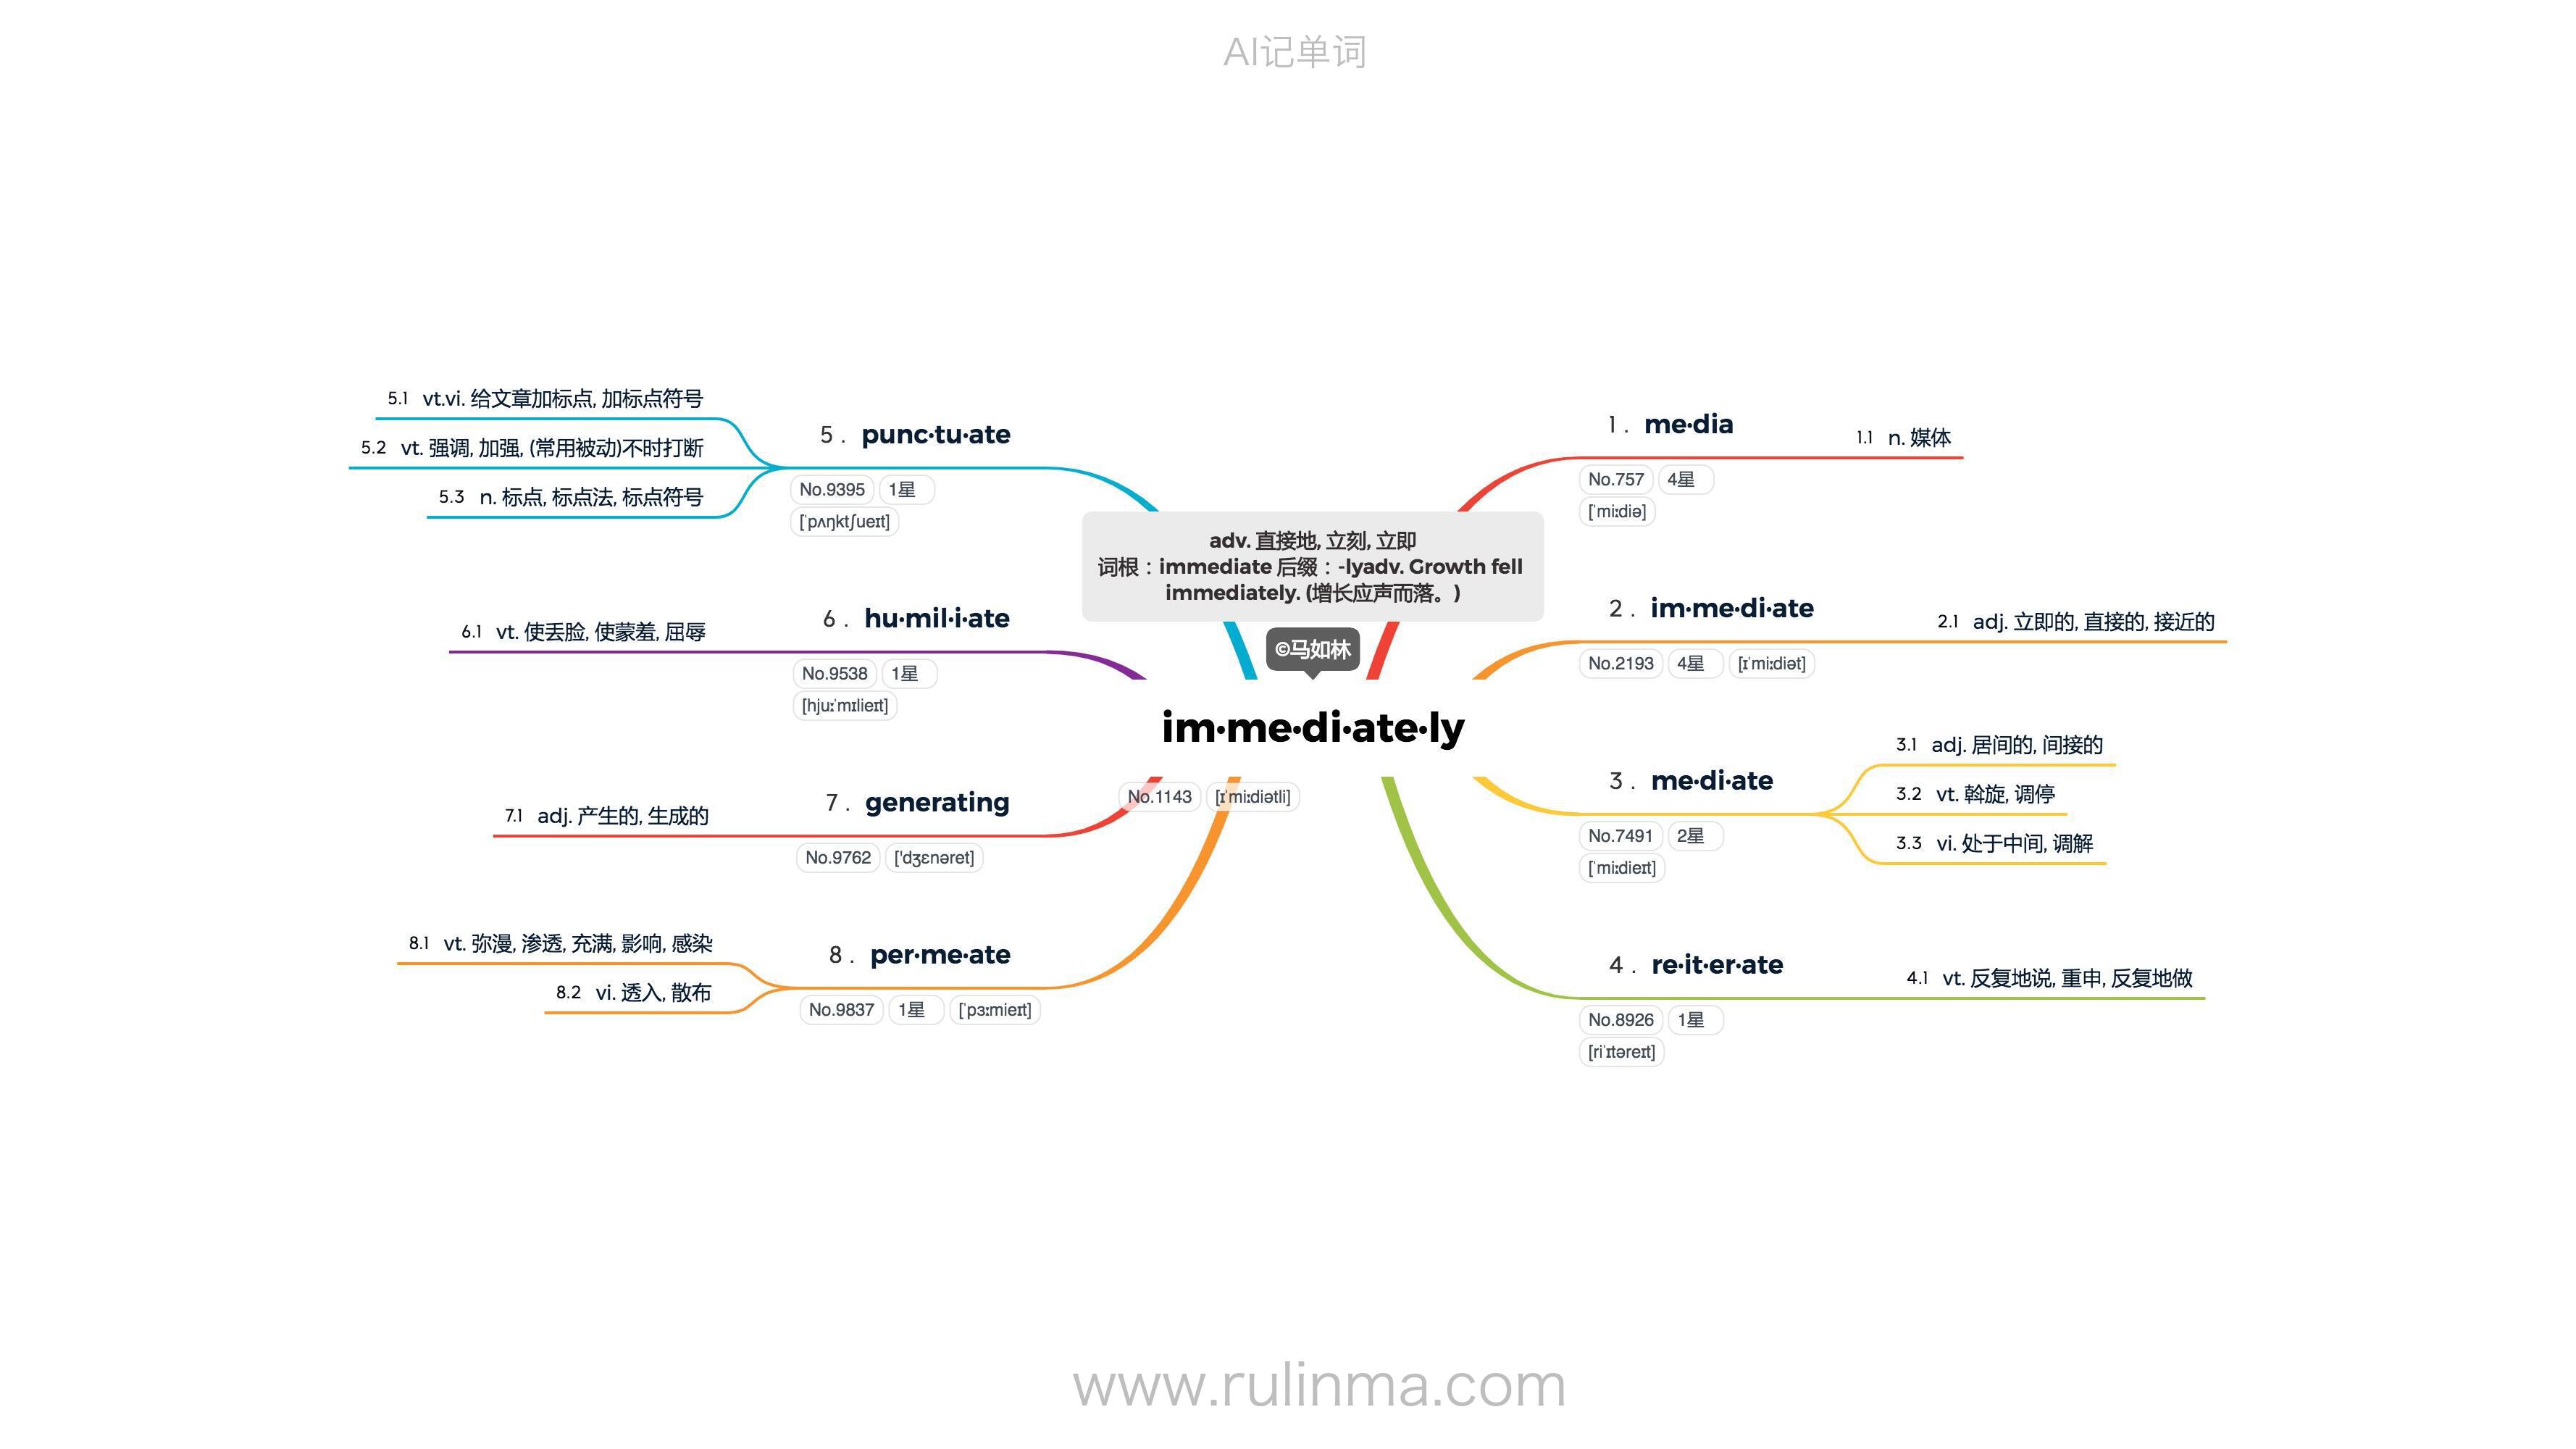 AI记单词
adv. 直接地, 立刻, 立即
词根：immediate 后缀：-lyadv. Growth fell
immediately. (增长应声而落。)
©马如林
im·me·di·ate·ly
No.1143 [ɪˈmiːdiətli]
1. me·dia
No.757 4星
[ˈmiːdiə]
1.1 n. 媒体
2. im·me·di·ate
No.2193 4星 [ɪˈmiːdiət]
2.1 adj. 立即的, 直接的, 接近的
3. me·di·ate
No.7491 2星
[ˈmiːdieɪt]
3.1 adj. 居间的, 间接的
3.2 vt. 斡旋, 调停
3.3 vi. 处于中间, 调解
4. re·it·er·ate
No.8926 1星
[riˈɪtəreɪt]
4.1 vt. 反复地说, 重申, 反复地做
5. punc·tu·ate
No.9395 1星
[ˈpʌŋktʃueɪt]
5.1 vt.vi. 给文章加标点, 加标点符号
5.2 vt. 强调, 加强, (常用被动)不时打断
5.3 n. 标点, 标点法, 标点符号
6. hu·mil·i·ate
No.9538 1星
[hjuːˈmɪlieɪt]
6.1 vt. 使丢脸, 使蒙羞, 屈辱
7. generating
No.9762 ['dʒɛnəret]
7.1 adj. 产生的, 生成的
8. per·me·ate
No.9837 1星 [ˈpɜːmieɪt]
8.1 vt. 弥漫, 渗透, 充满, 影响, 感染
8.2 vi. 透入, 散布
www.rulinma.com